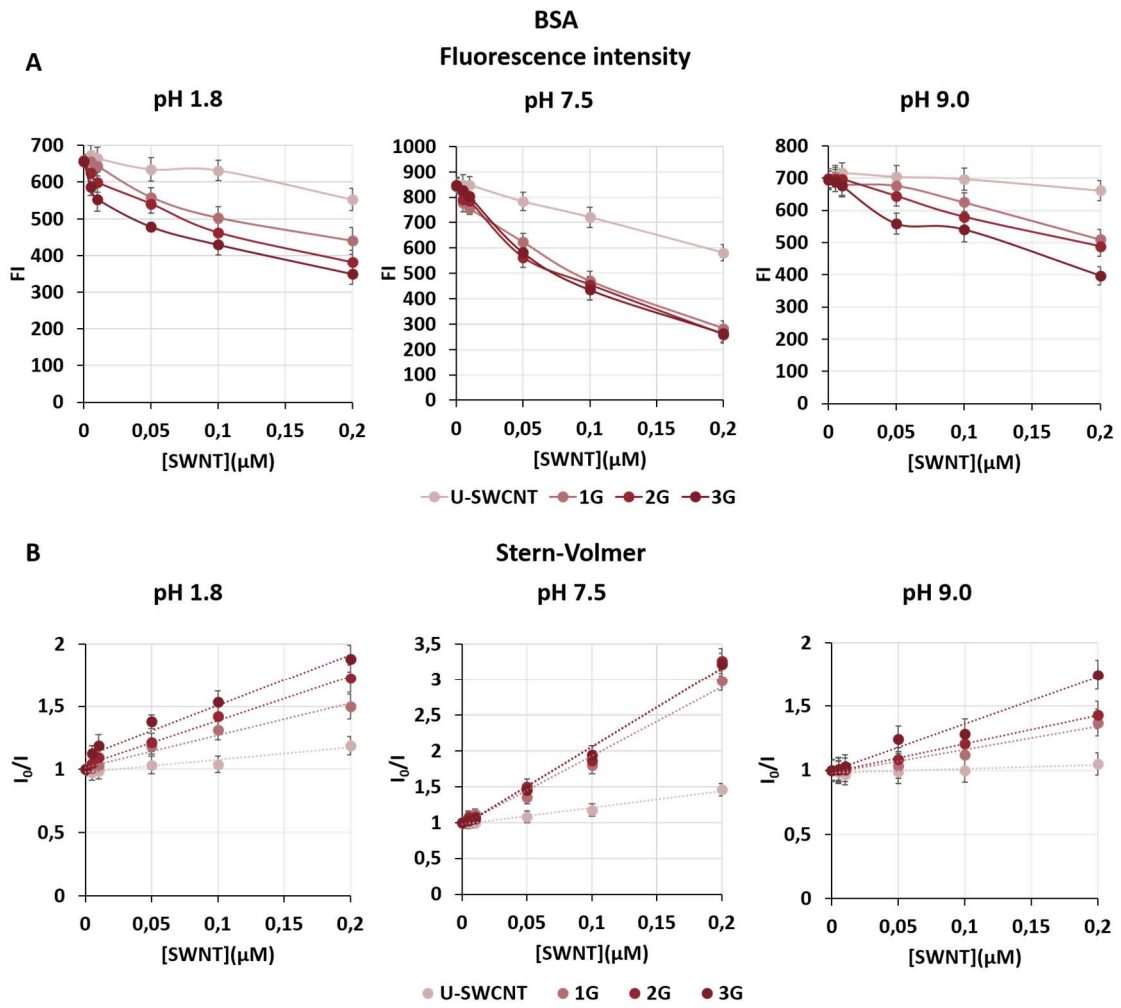 BSA
A
Fluorescence intensity
pH 1.8
pH 7.5
pH 9.0
FI
700
600
500
400
300
200
100
0
0 0,05 0,1 0,15 0,2
[SWNT](μM)
FI
1000
900
800
700
600
500
400
300
200
100
0
0 0,05 0,1 0,15 0,2
[SWNT](μM)
FI
800
700
600
500
400
300
200
100
0
0 0,05 0,1 0,15 0,2
[SWNT](μM)
U-SWCNT 1G 2G 3G
B
Stern-Volmer
pH 1.8
pH 7.5
pH 9.0
I₀/I
2
1,5
1
0,5
0
0 0,05 0,1 0,15 0,2
[SWNT](μM)
I₀/I
3,5
3
2,5
2
1,5
1
0,5
0
0 0,05 0,1 0,15 0,2
[SWNT](μM)
I₀/I
2
1,5
1
0,5
0
0 0,05 0,1 0,15 0,2
[SWNT](μM)
U-SWCNT 1G 2G 3G